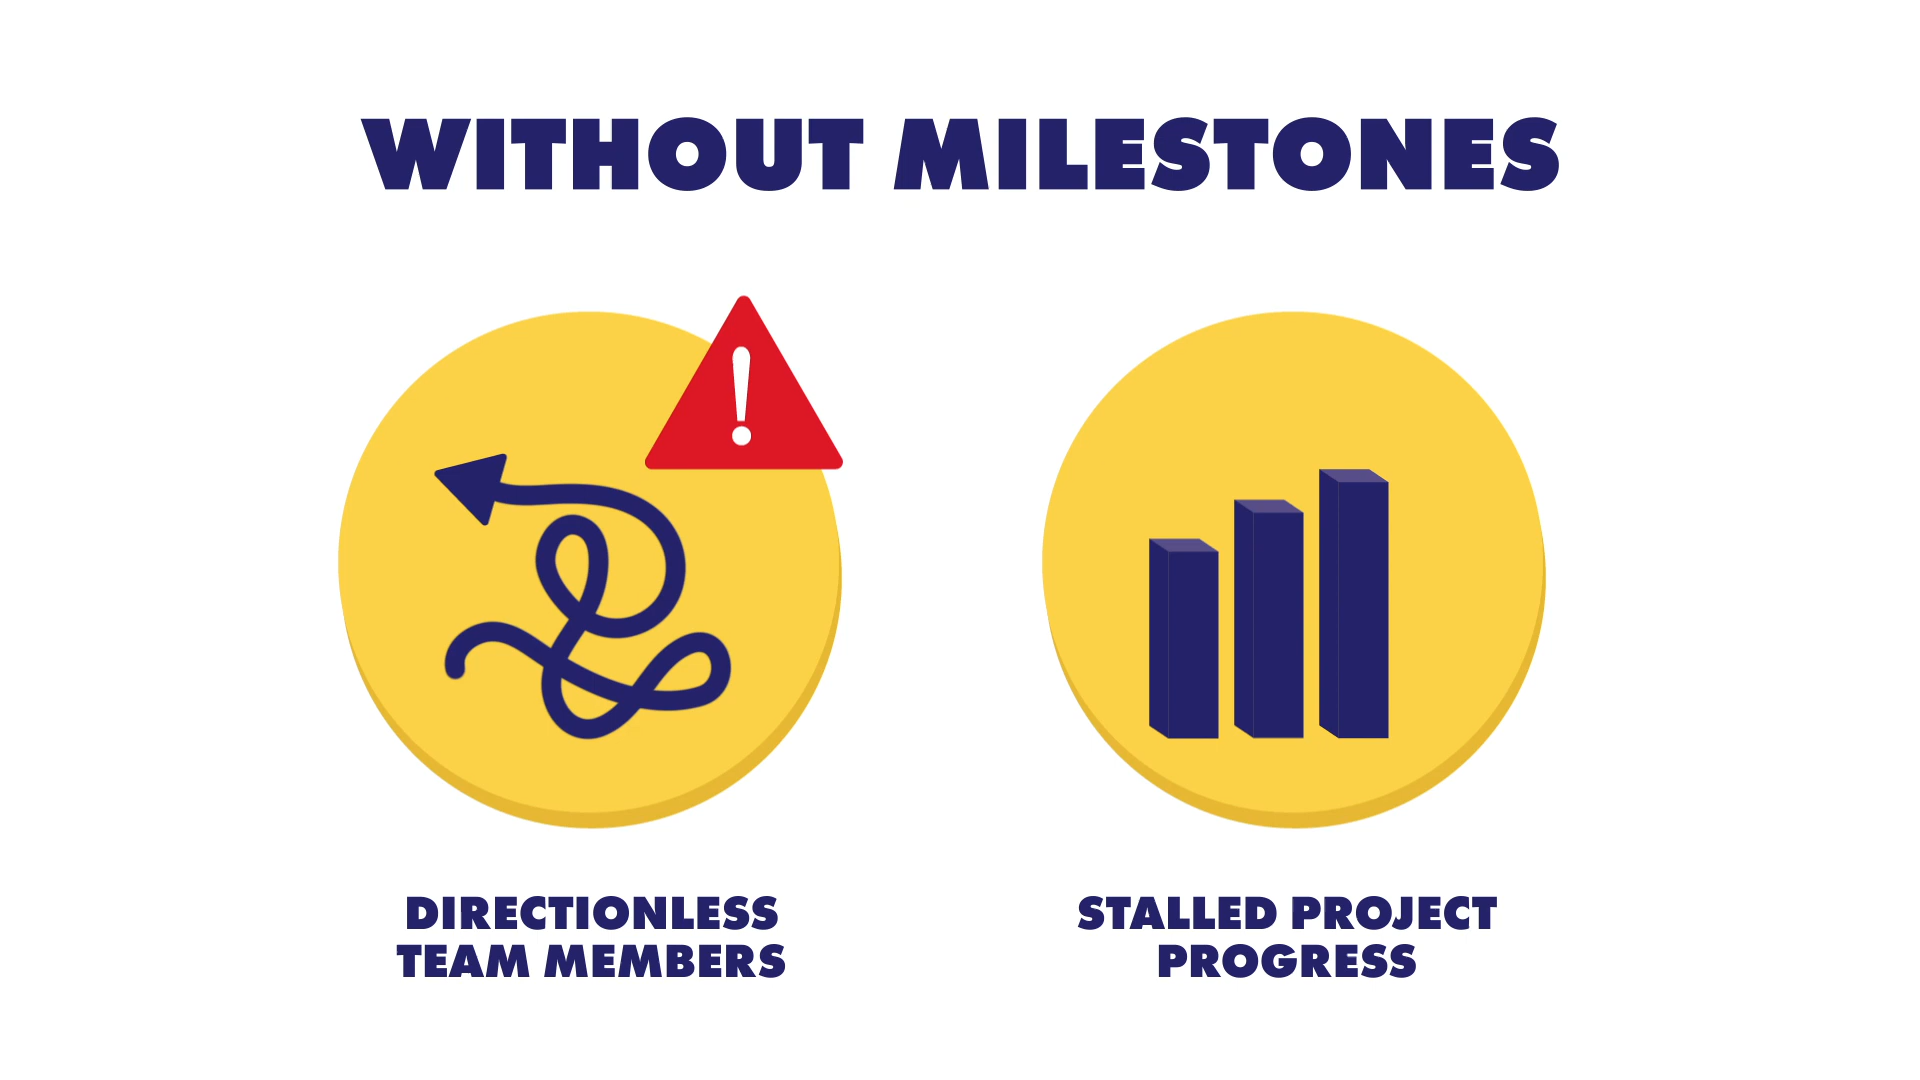 WITHOUT MILESTONES
!
DIRECTIONLESS
TEAM MEMBERS
STALLED PROJECT
PROGRESS